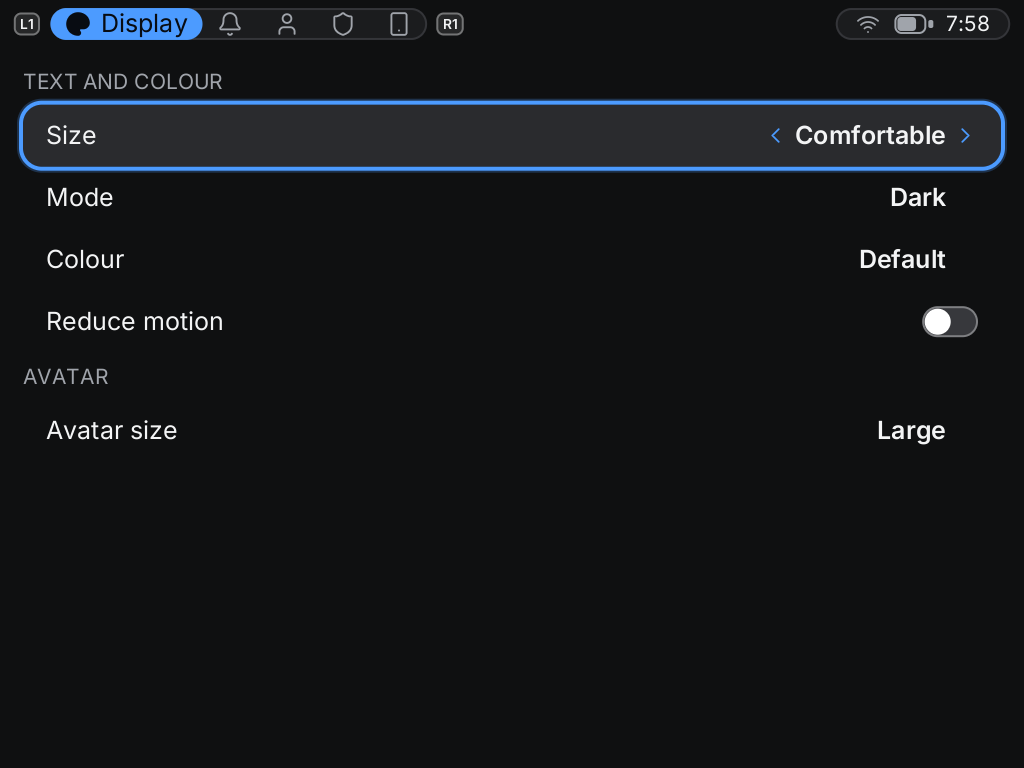 L1 Display R1 7:58
TEXT AND COLOUR
Size Comfortable
Mode Dark
Colour Default
Reduce motion
AVATAR
Avatar size Large